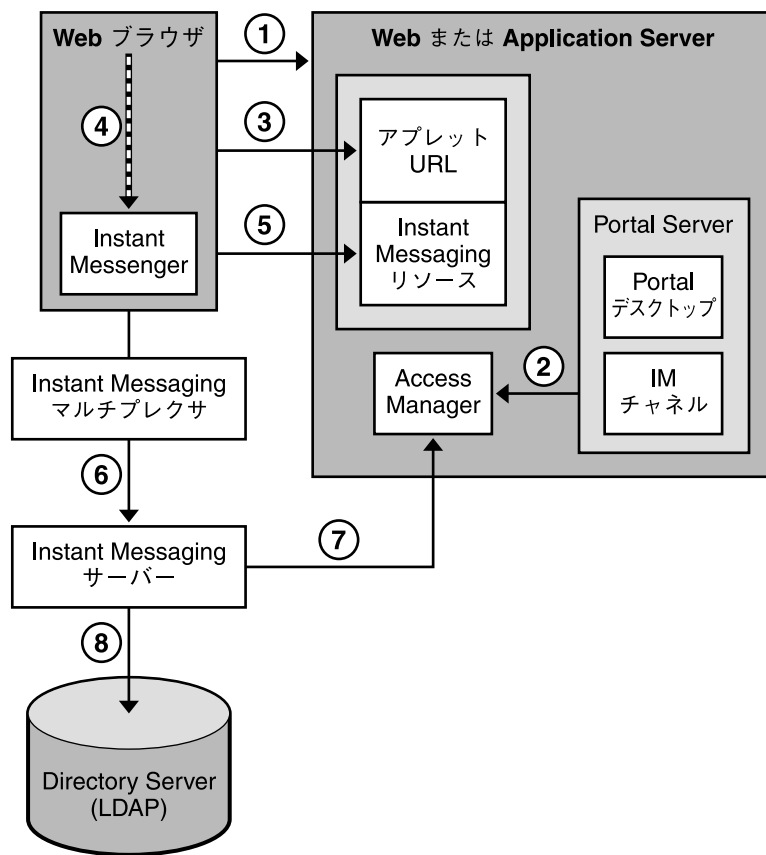 Web ブラウザ
①
Web または Application Server
④
③
アプレット
URL
Instant
Messenger
⑤
Instant
Messaging
リソース
Portal Server
Portal
デスクトップ
Instant Messaging
マルチプレクサ
Access
Manager
②
IM
チャネル
⑥
Instant Messaging
サーバー
⑦
⑧
Directory Server
(LDAP)